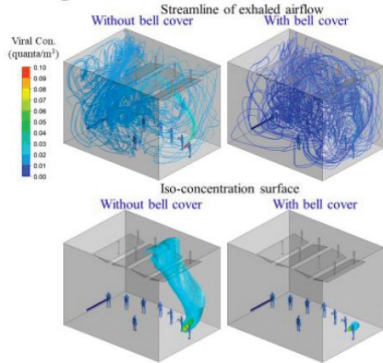 Streamline of exhaled airflow
Viral Con.
(quanta/m³)
Without bell cover
With bell cover
0.10
0.09
0.08
0.07
0.06
0.05
0.04
0.03
0.02
0.01
0.00
Iso-concentration surface
Without bell cover
With bell cover